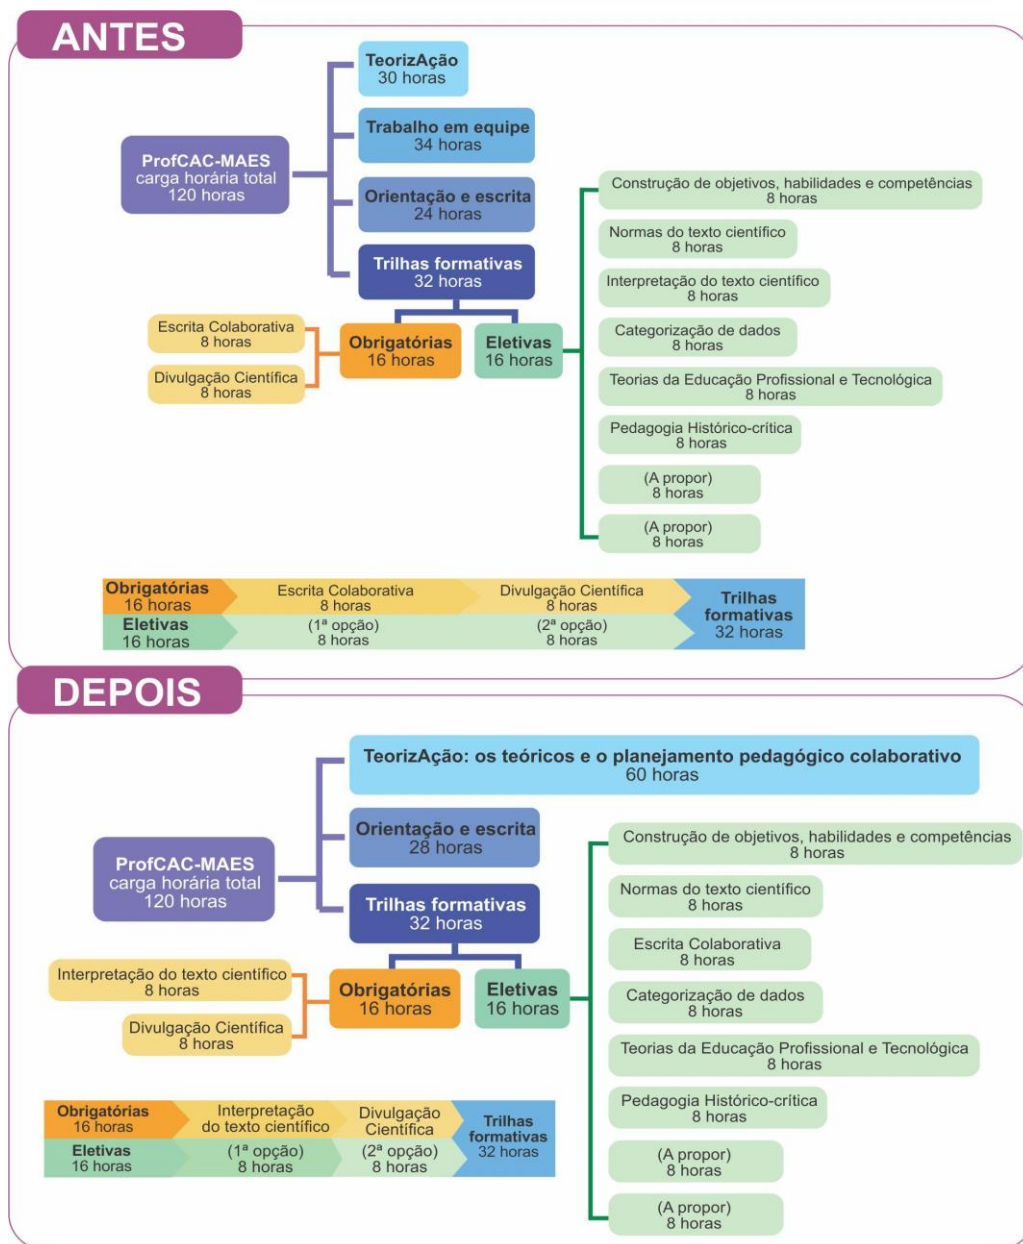 ANTES
TeorizAção
30 horas
Trabalho em equipe
34 horas
ProfCAC-MAES
carga horária total
120 horas
Orientação e escrita
24 horas
Trilhas formativas
32 horas
Escrita Colaborativa
8 horas
Divulgação Científica
8 horas
Obrigatórias
16 horas
Eletivas
16 horas
Construção de objetivos, habilidades e competências
8 horas
Normas do texto científico
8 horas
Interpretação do texto científico
8 horas
Categorização de dados
8 horas
Teorias da Educação Profissional e Tecnológica
8 horas
Pedagogia Histórico-crítica
8 horas
(A propor)
8 horas
(A propor)
8 horas
Obrigatórias
16 horas
Escrita Colaborativa
8 horas
Divulgação Científica
8 horas
Eletivas
16 horas
(1ª opção)
8 horas
(2ª opção)
8 horas
Trilhas
formativas
32 horas
DEPOIS
TeorizAção: os teóricos e o planejamento pedagógico colaborativo
60 horas
Orientação e escrita
28 horas
ProfCAC-MAES
carga horária total
120 horas
Trilhas formativas
32 horas
Interpretação do texto científico
8 horas
Divulgação Científica
8 horas
Obrigatórias
16 horas
Eletivas
16 horas
Construção de objetivos, habilidades e competências
8 horas
Normas do texto científico
8 horas
Escrita Colaborativa
8 horas
Categorização de dados
8 horas
Teorias da Educação Profissional e Tecnológica
8 horas
Pedagogia Histórico-crítica
8 horas
(A propor)
8 horas
(A propor)
8 horas
Obrigatórias
16 horas
Interpretação
do texto científico
Divulgação
Científica
Eletivas
16 horas
(1ª opção)
8 horas
(2ª opção)
8 horas
Trilhas
formativas
32 horas